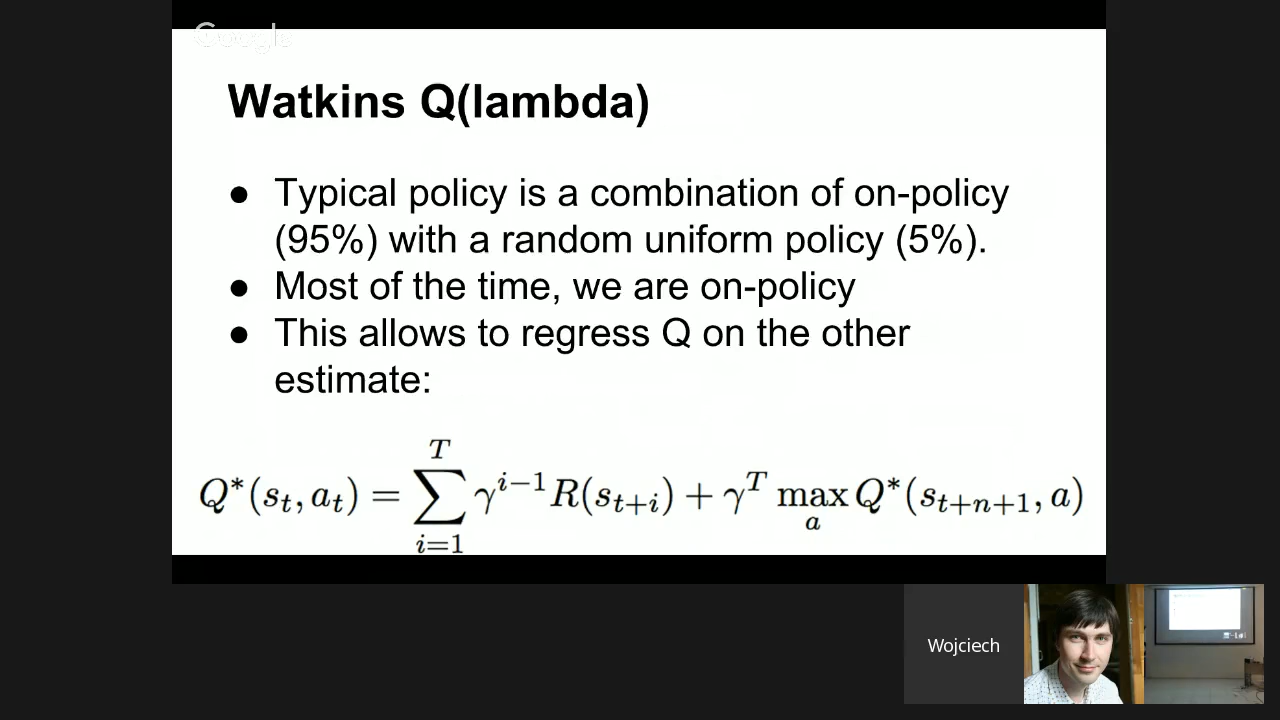 Google
Watkins Q(lambda)
● Typical policy is a combination of on-policy
(95%) with a random uniform policy (5%).
● Most of the time, we are on-policy
● This allows to regress Q on the other
estimate:
Q*(s_t, a_t) = ∑_{i=1}^{T} γ^{i−1} R(s_{t+i}) + γ^T max_a Q*(s_{t+n+1}, a)
Wojciech